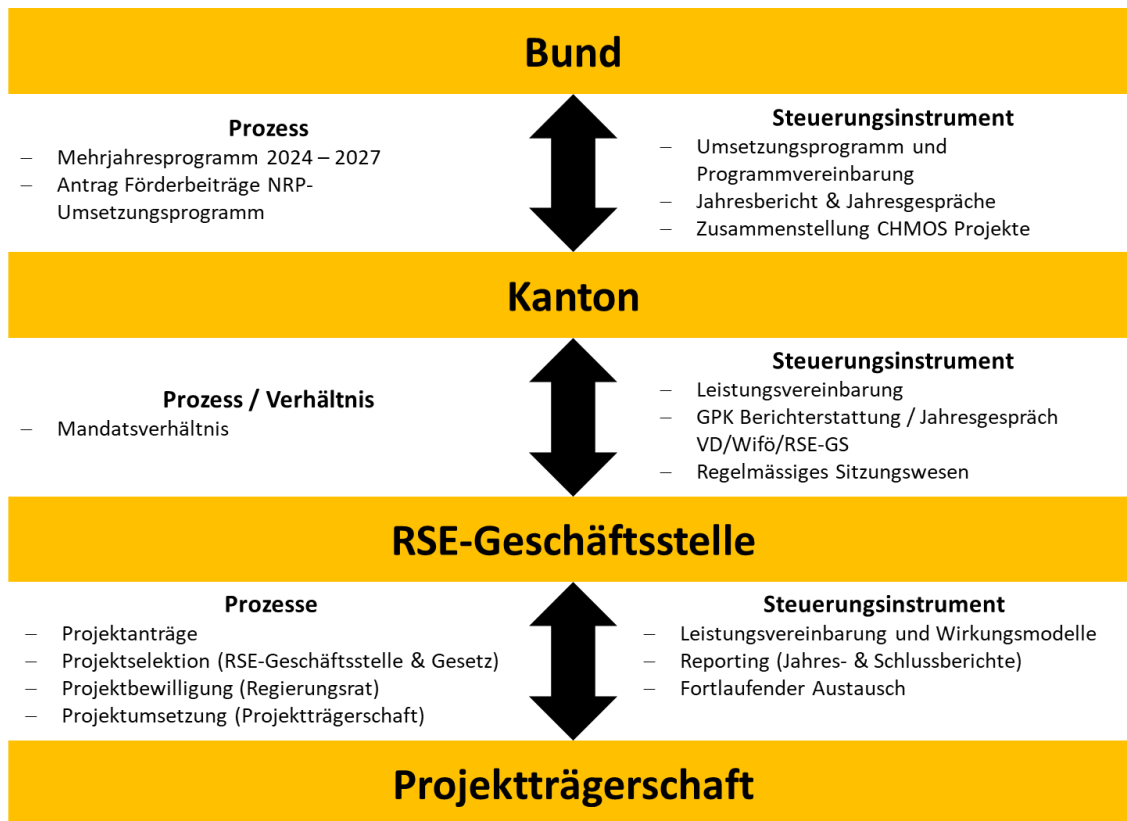 Bund
Prozess
– Mehrjahresprogramm 2024 – 2027
– Antrag Förderbeiträge NRP-
Umsetzungsprogramm
Steuerungsinstrument
– Umsetzungsprogramm und
Programmvereinbarung
– Jahresbericht & Jahresgespräche
– Zusammenstellung CHMOS Projekte
Kanton
Prozess / Verhältnis
– Mandatsverhältnis
Steuerungsinstrument
– Leistungsvereinbarung
– GPK Berichterstattung / Jahresgespräch
VD/Wifö/RSE-GS
– Regelmässiges Sitzungswesen
RSE-Geschäftsstelle
Prozesse
– Projektanträge
– Projektselektion (RSE-Geschäftsstelle & Gesetz)
– Projektbewilligung (Regierungsrat)
– Projektumsetzung (Projektträgerschaft)
Steuerungsinstrument
– Leistungsvereinbarung und Wirkungsmodelle
– Reporting (Jahres- & Schlussberichte)
– Fortlaufender Austausch
Projektträgerschaft